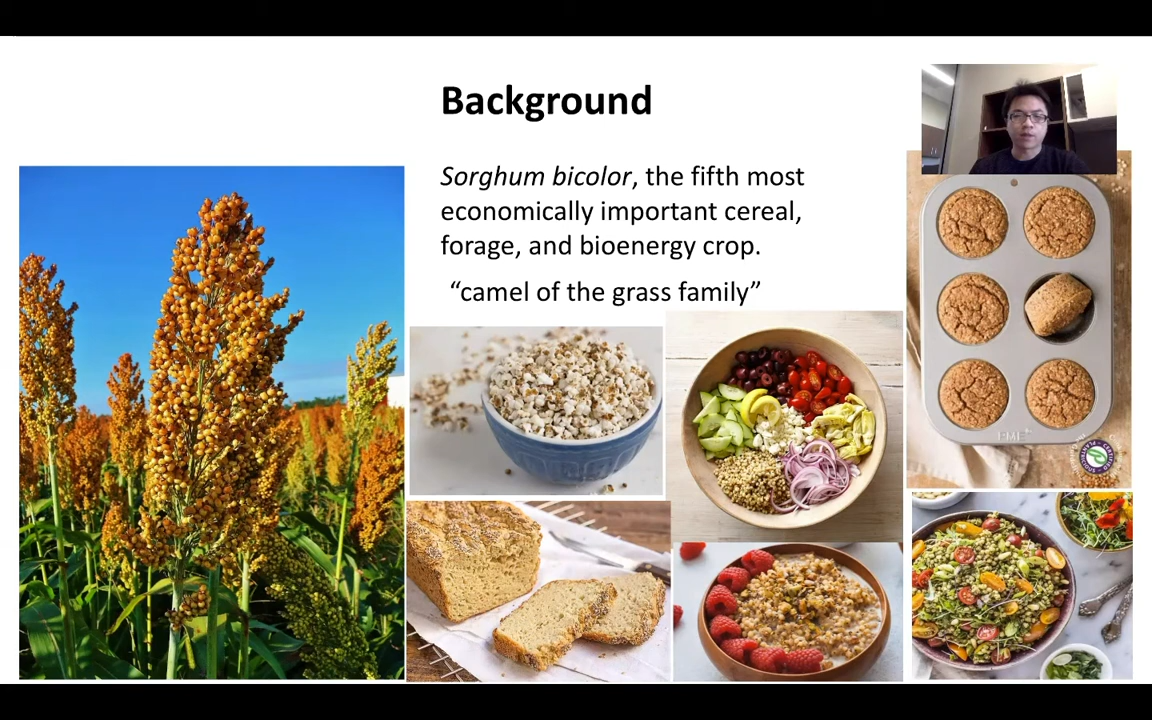 Background
Sorghum bicolor, the fifth most
economically important cereal,
forage, and bioenergy crop.
“camel of the grass family”